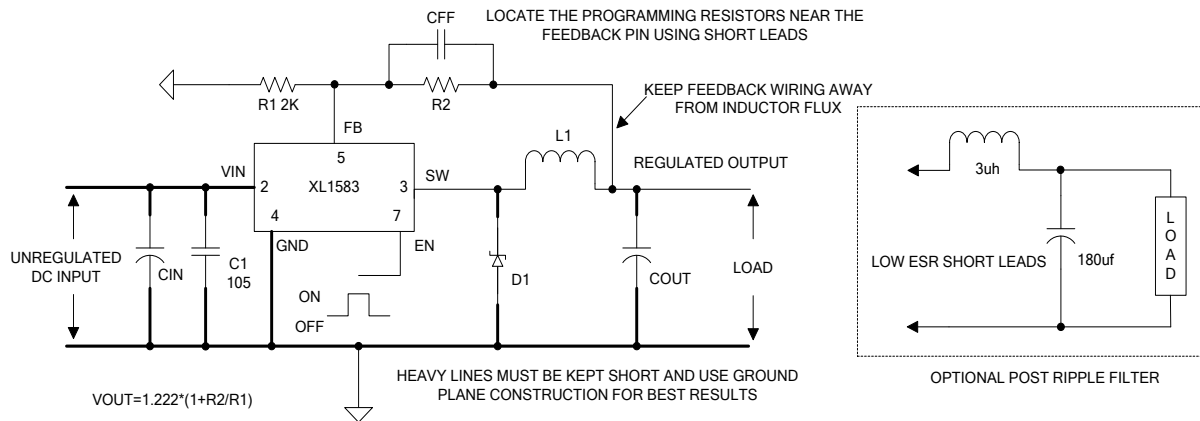 LOCATE THE PROGRAMMING RESISTORS NEAR THE
FEEDBACK PIN USING SHORT LEADS
CFF
R1 2K
R2
KEEP FEEDBACK WIRING AWAY
FROM INDUCTOR FLUX
FB
5
L1
VIN
2
XL1583
3
SW
REGULATED OUTPUT
4
7
GND
EN
UNREGULATED
DC INPUT
CIN
C1
105
ON
OFF
D1
COUT
LOAD
HEAVY LINES MUST BE KEPT SHORT AND USE GROUND
PLANE CONSTRUCTION FOR BEST RESULTS
VOUT=1.222*(1+R2/R1)
3uh
LOW ESR SHORT LEADS
180uf
LOAD
OPTIONAL POST RIPPLE FILTER